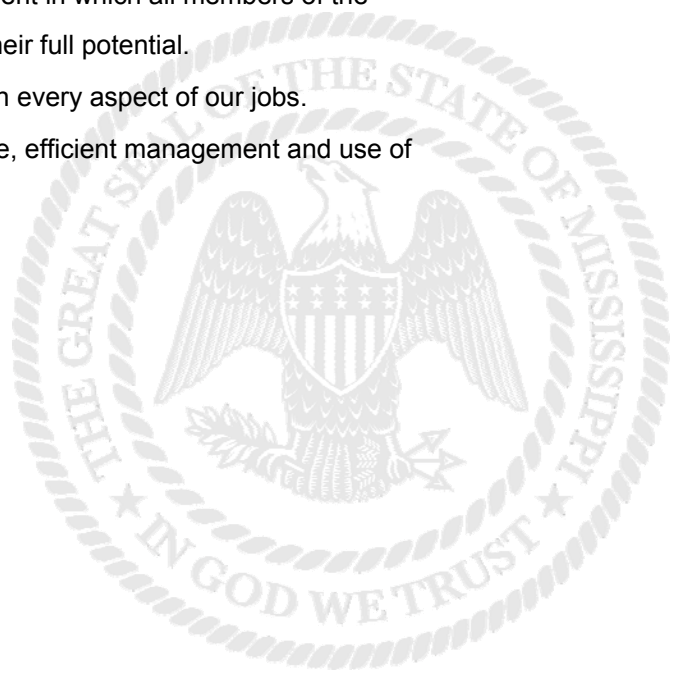 ent in which all members of the
eir full potential.
n every aspect of our jobs.
e, efficient management and use of
THE GREAT SEAL OF THE STATE OF MISSISSIPPI
IN GOD WE TRUST